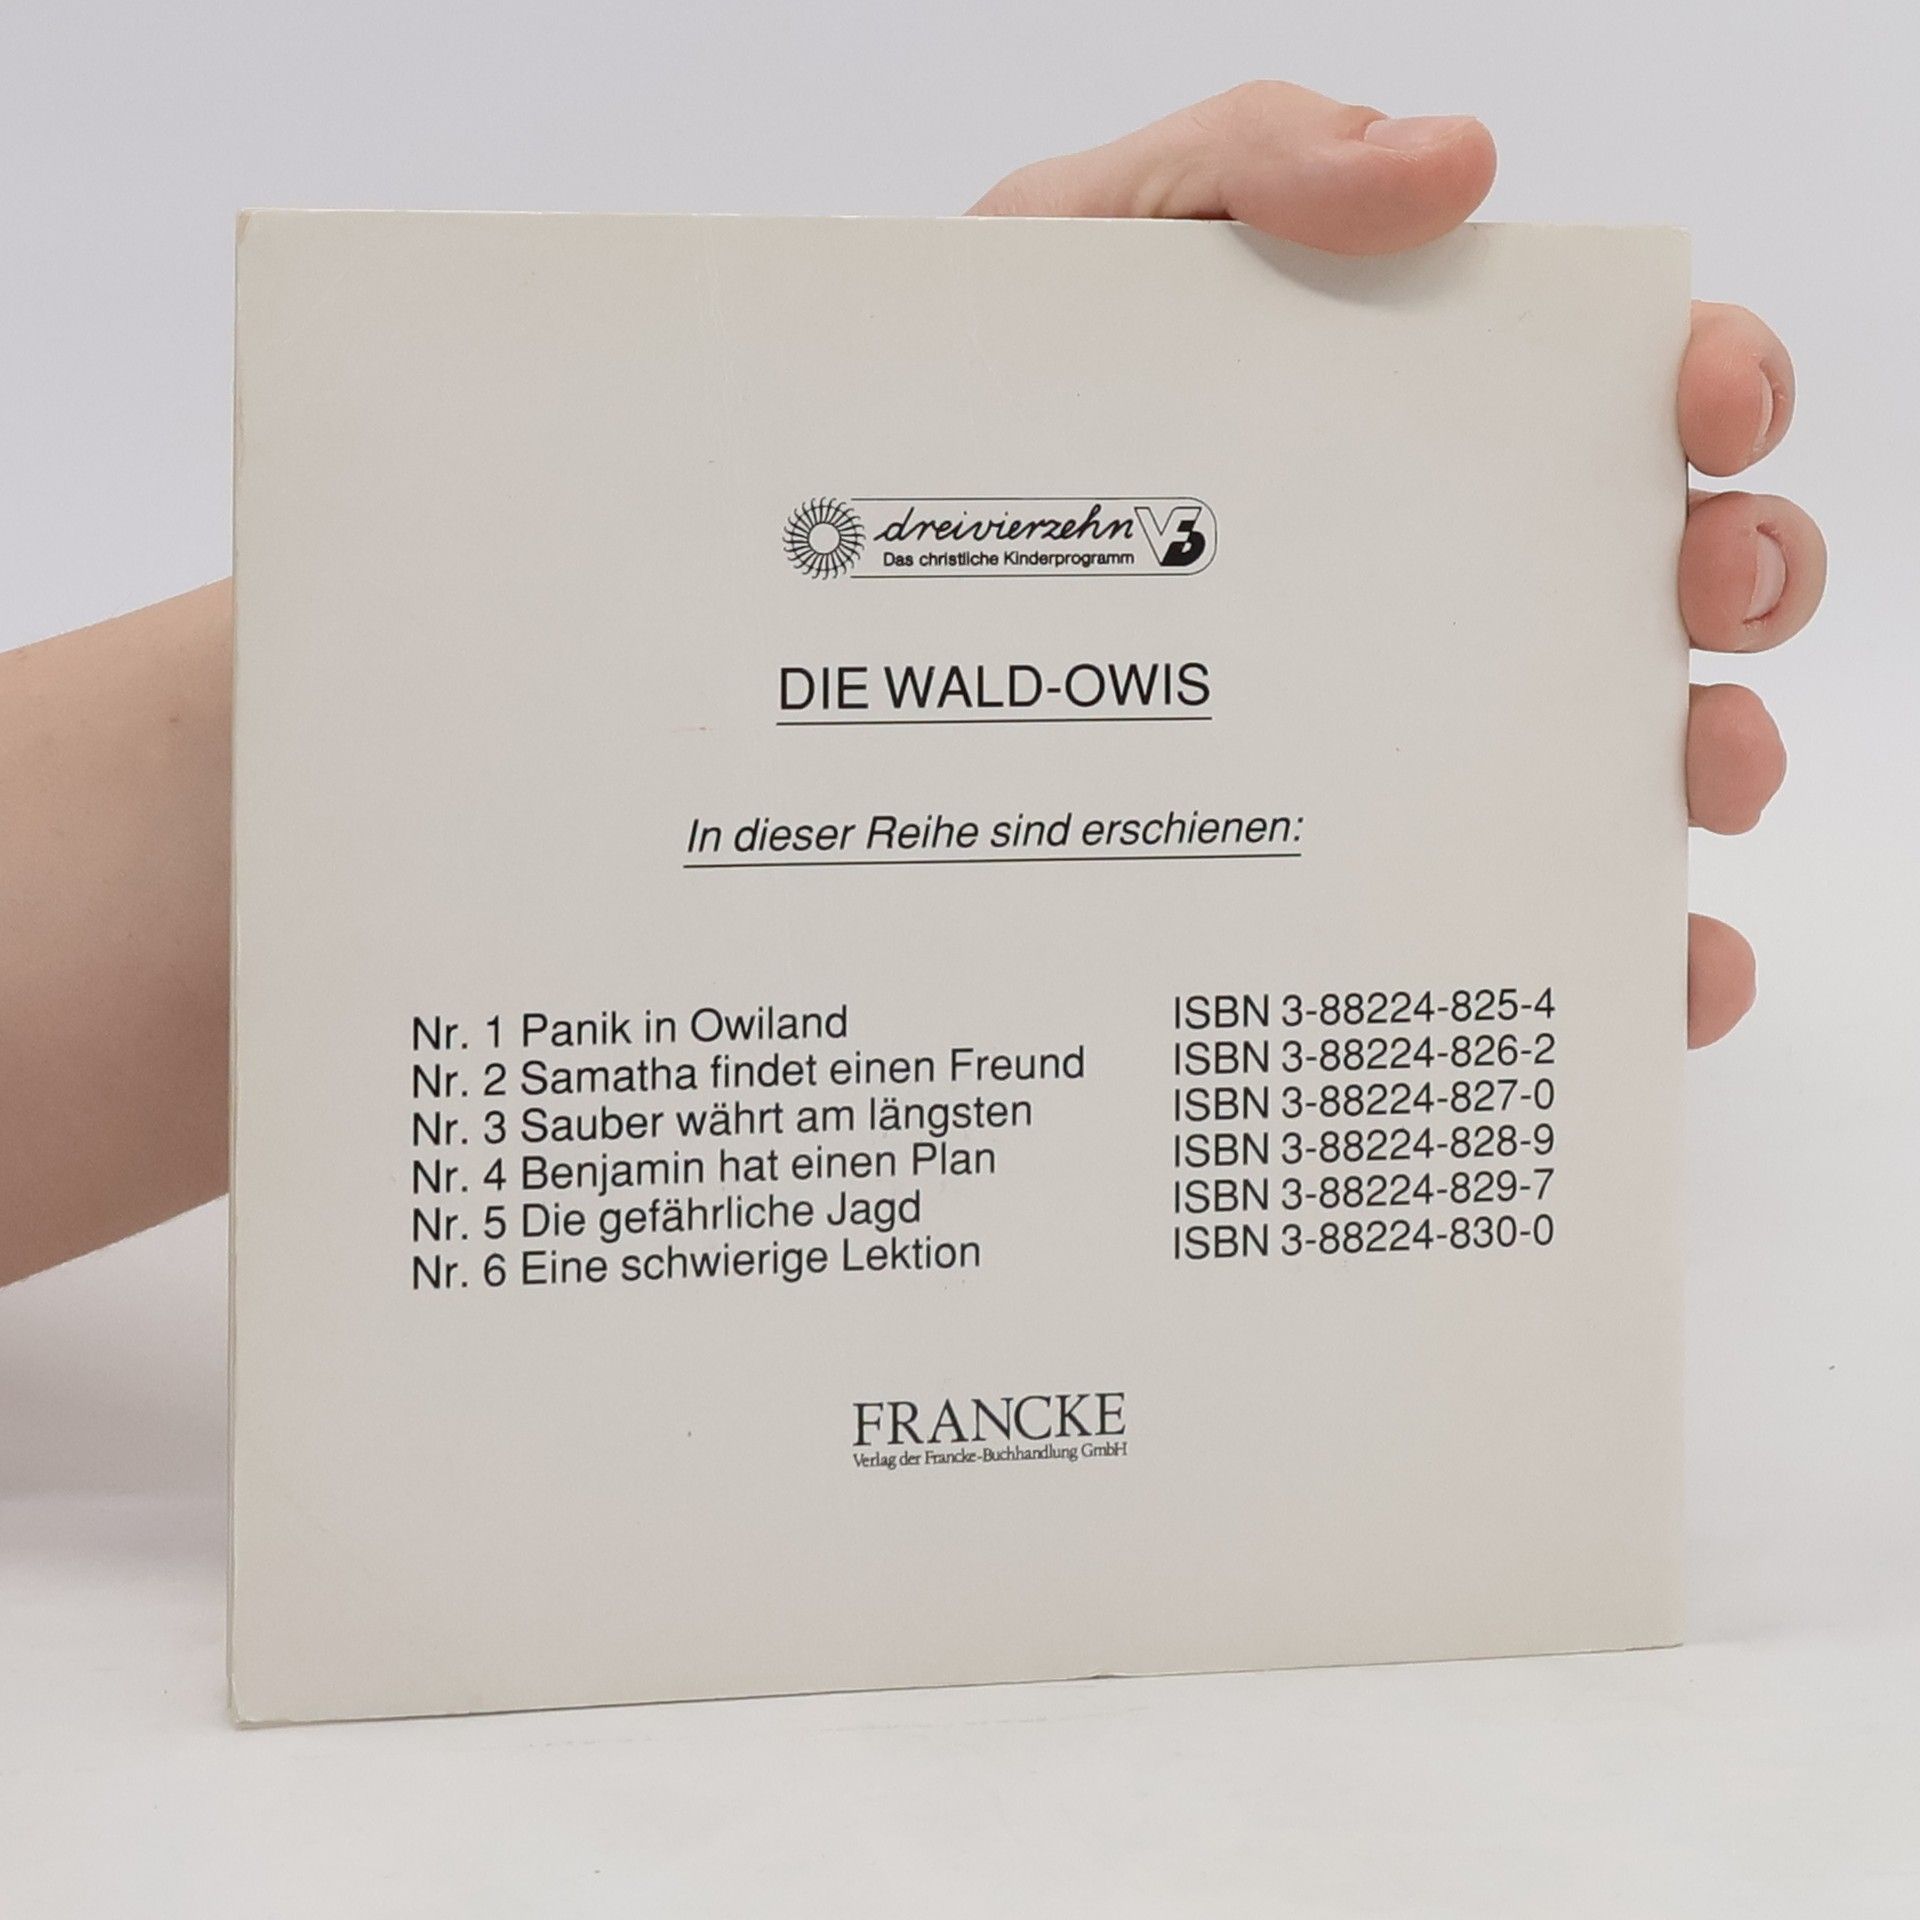 dreivierzehn
Das christliche Kinderprogramm
DIE WALD-OWIS
In dieser Reihe sind erschienen:
Nr. 1 Panik in Owiland ISBN 3-88224-825-4
Nr. 2 Samatha findet einen Freund ISBN 3-88224-826-2
Nr. 3 Sauber währt am längsten ISBN 3-88224-827-0
Nr. 4 Benjamin hat einen Plan ISBN 3-88224-828-9
Nr. 5 Die gefährliche Jagd ISBN 3-88224-829-7
Nr. 6 Eine schwierige Lektion ISBN 3-88224-830-0
FRANCKE
Verlag der Francke-Buchhandlung GmbH